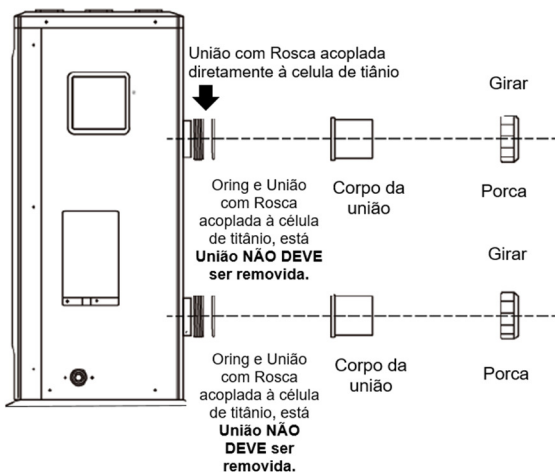 União com Rosca acoplada
diretamente à celula de tiânio
Girar
Oring e União
com Rosca
acoplada à célula
de titânio, está
União NÃO DEVE
ser removida.
Corpo da
união
Porca
Girar
Oring e União
com Rosca
acoplada à célula
de titânio, está
União NÃO
DEVE ser
removida.
Corpo da
união
Porca